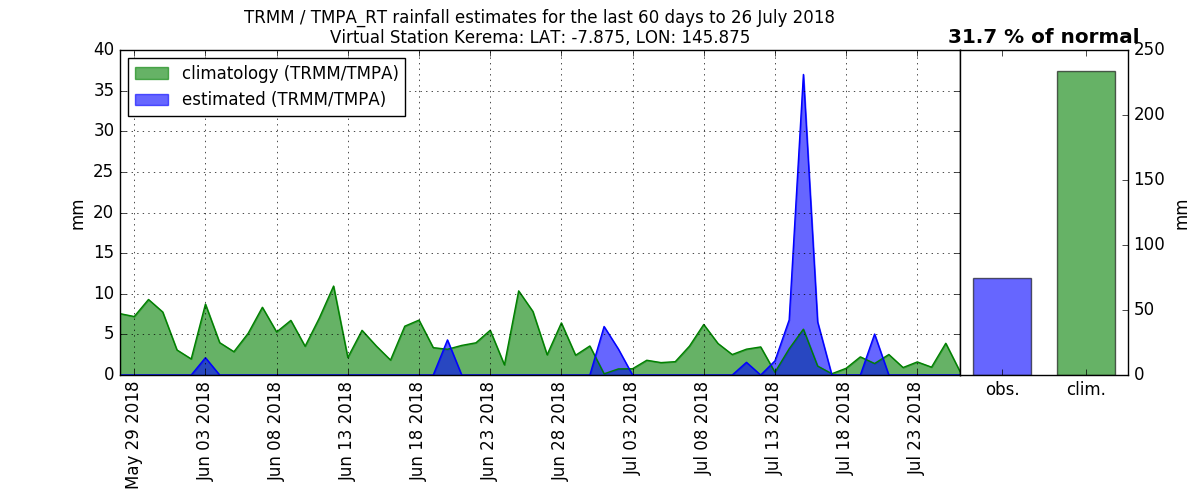 TRMM / TMPA_RT rainfall estimates for the last 60 days to 26 July 2018
Virtual Station Kerema: LAT: -7.875, LON: 145.875
31.7 % of normal
climatology (TRMM/TMPA)
estimated (TRMM/TMPA)
40
35
30
25
20
15
10
5
0
mm
May 29 2018
Jun 03 2018
Jun 08 2018
Jun 13 2018
Jun 18 2018
Jun 23 2018
Jun 28 2018
Jul 03 2018
Jul 08 2018
Jul 13 2018
Jul 18 2018
Jul 23 2018
obs.
clim.
250
200
150
100
50
0
mm